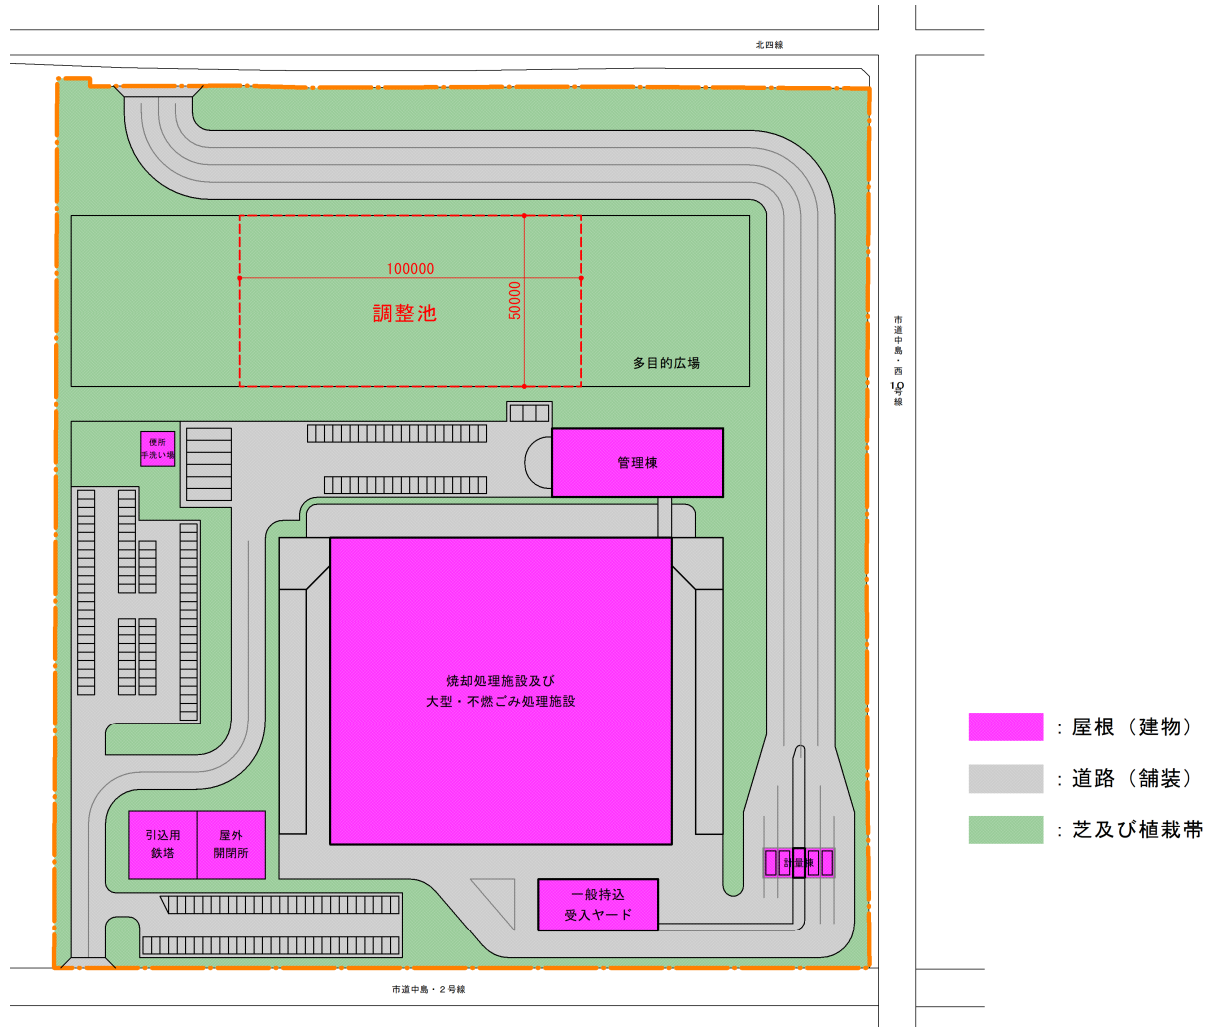 北四線
100000
50000
調整池
多目的広場
市道中島・西10号線
便所
手洗い場
管理棟
焼却処理施設及び
大型・不燃ごみ処理施設
引込用
鉄塔
屋外
開閉所
計量棟
一般持込
受入ヤード
市道中島・２号線
：屋根（建物）
：道路（舗装）
：芝及び植栽帯